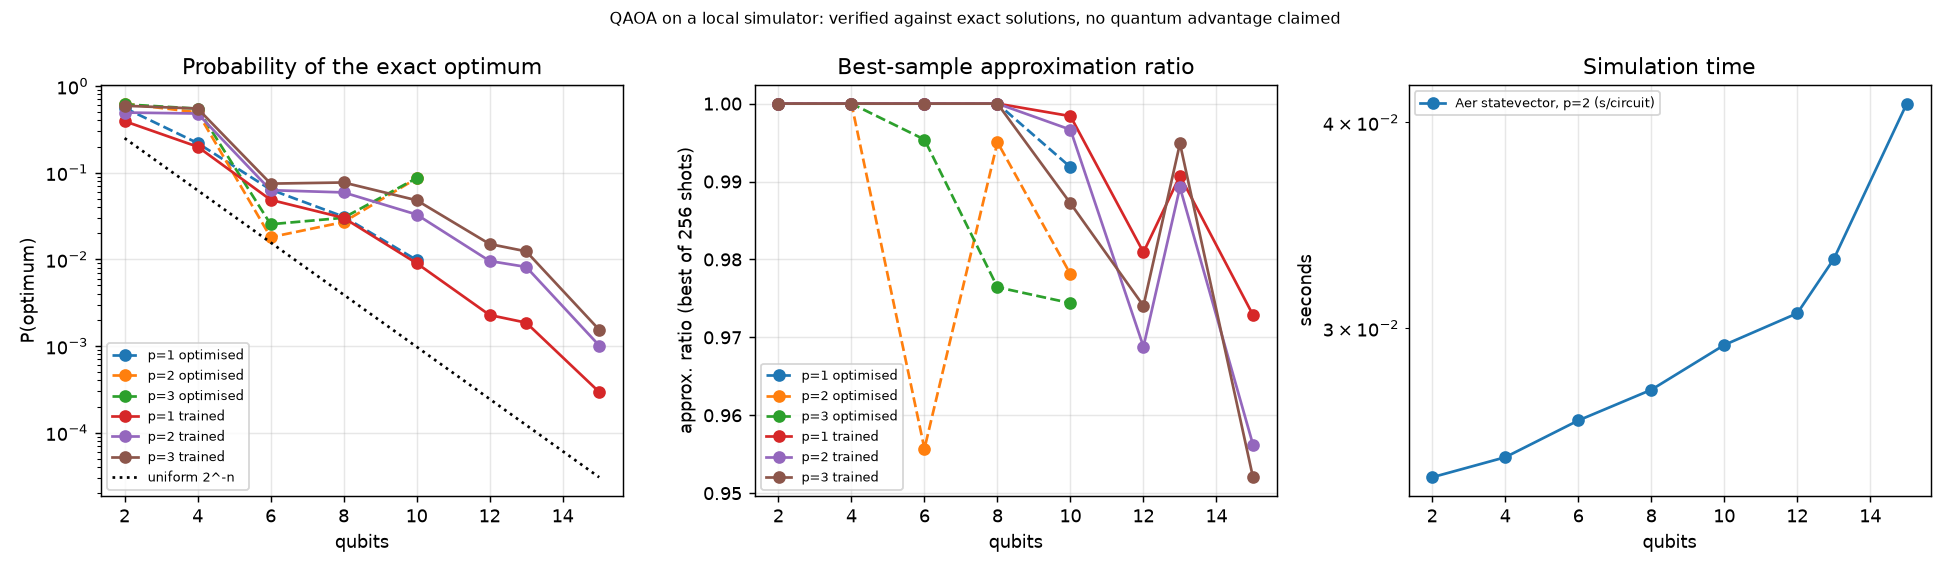 QAOA on a local simulator: verified against exact solutions, no quantum advantage claimed
Probability of the exact optimum
P(optimum)
10^0
10^-1
10^-2
10^-3
10^-4
p=1 optimised
p=2 optimised
p=3 optimised
p=1 trained
p=2 trained
p=3 trained
uniform 2^-n
2 4 6 8 10 12 14
qubits
Best-sample approximation ratio
approx. ratio (best of 256 shots)
1.00
0.99
0.98
0.97
0.96
0.95
p=1 optimised
p=2 optimised
p=3 optimised
p=1 trained
p=2 trained
p=3 trained
2 4 6 8 10 12 14
qubits
Simulation time
seconds
Aer statevector, p=2 (s/circuit)
4 × 10^-2
3 × 10^-2
2 4 6 8 10 12 14
qubits